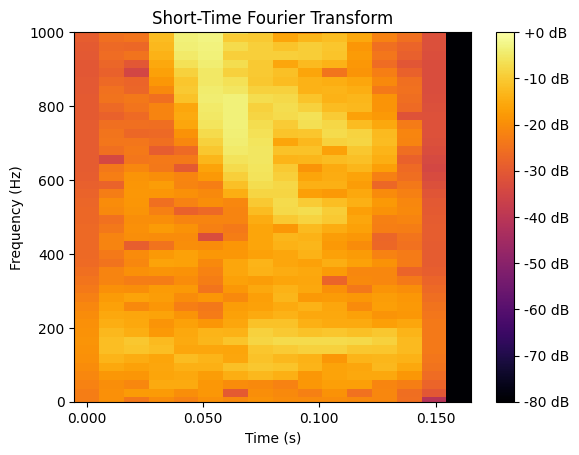 Short-Time Fourier Transform
1000
800
600
400
200
0
Frequency (Hz)
0.000
0.050
0.100
0.150
Time (s)
+0 dB
-10 dB
-20 dB
-30 dB
-40 dB
-50 dB
-60 dB
-70 dB
-80 dB